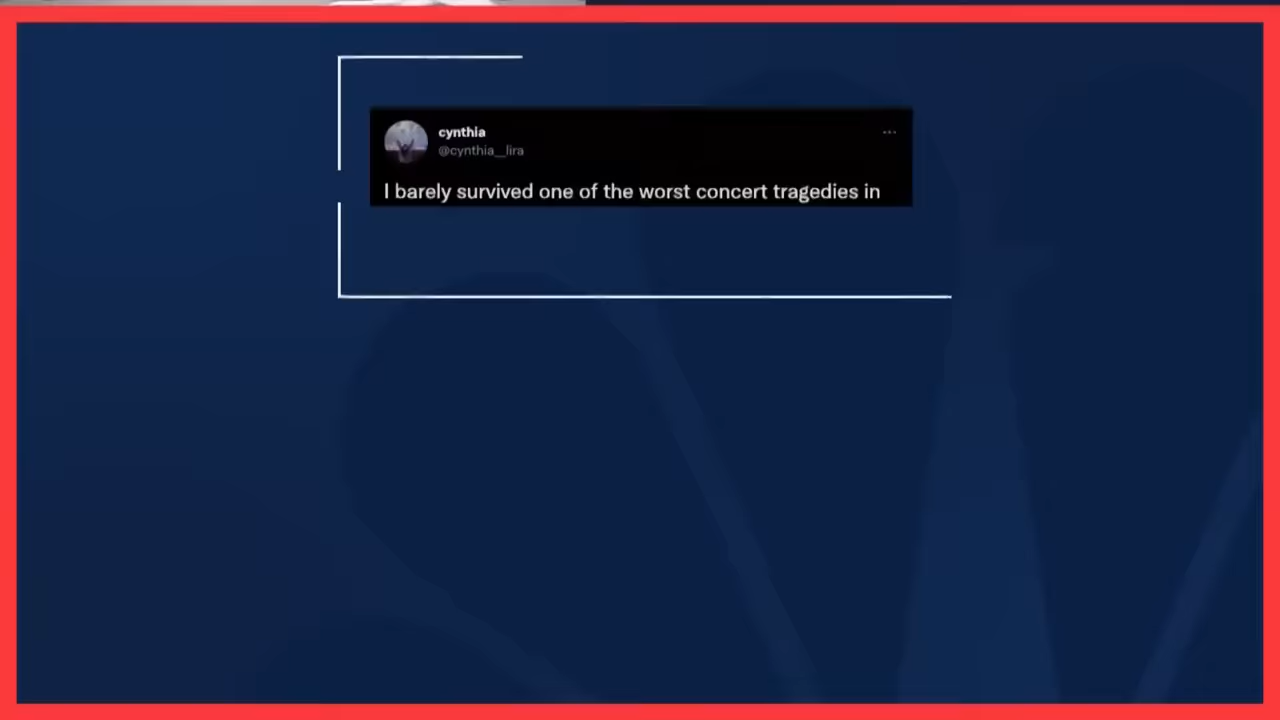 cynthia
@cynthia__lira
I barely survived one of the worst concert tragedies in